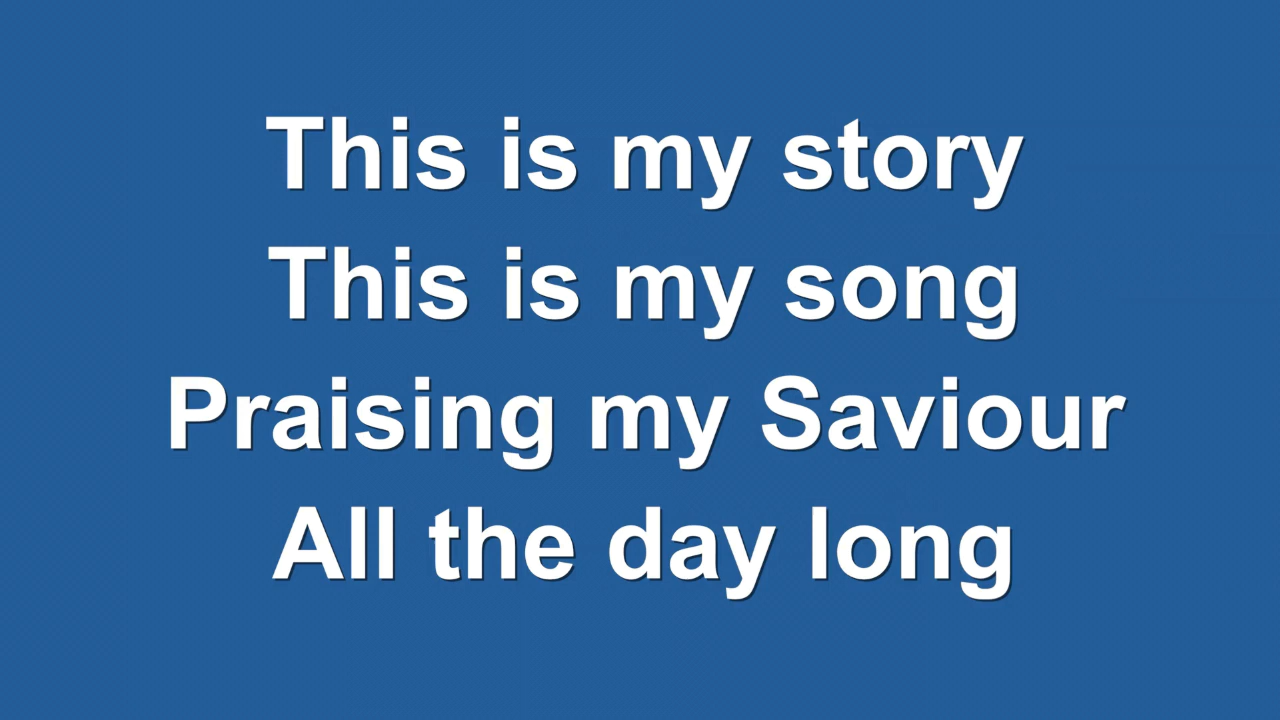 This is my story
This is my song
Praising my Saviour
All the day long